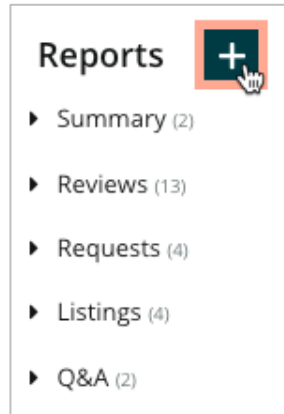 Reports +
Summary (2)
Reviews (13)
Requests (4)
Listings (4)
Q&A (2)